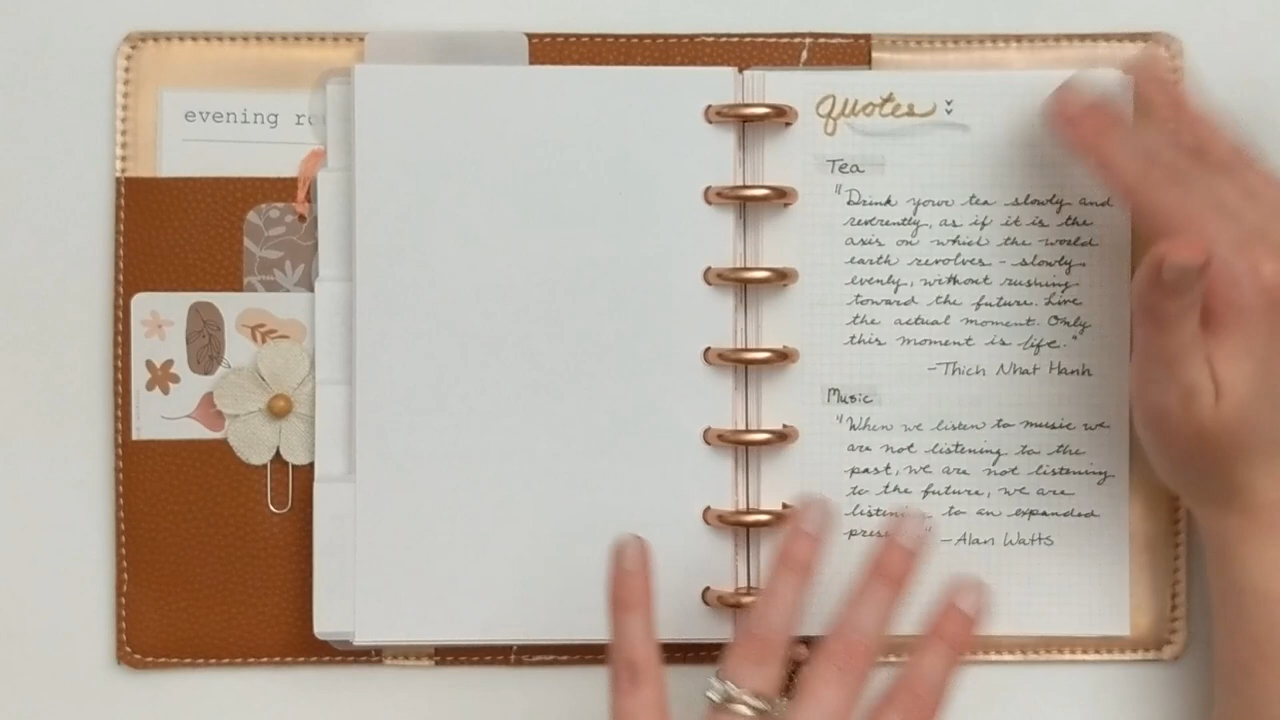 evening
quotes
Tea
"Drink your tea slowly and
reverently, as if it is the
axis on which the world
earth revolves - slowly,
evenly, without rushing
toward the future. Live
the actual moment. Only
this moment is life."
-Thich Nhat Hanh
Music
"When we listen to music we
are not listening to the
past, we are not listening
to the future, we are
listening to an expanded
"
-Alan Watts